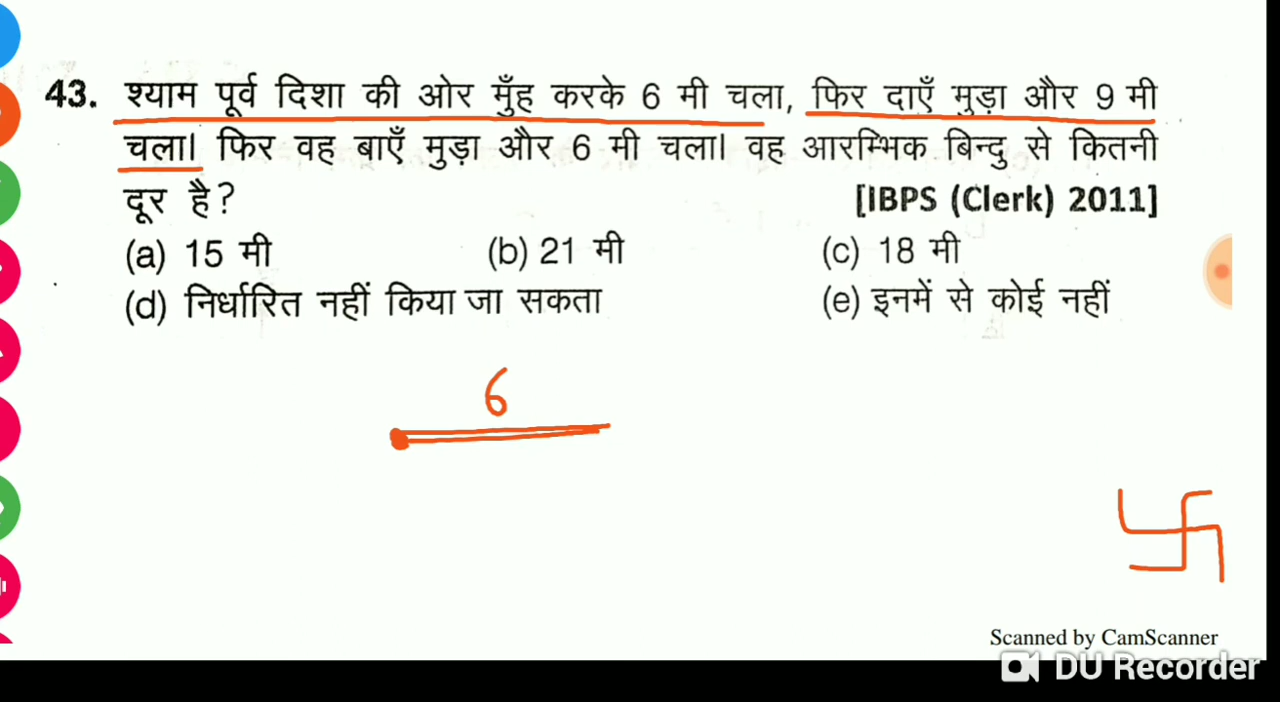 43. श्याम पूर्व दिशा की ओर मुँह करके 6 मी चला, फिर दाएँ मुड़ा और 9 मी
चला। फिर वह बाएँ मुड़ा और 6 मी चला। वह आरम्भिक बिन्दु से कितनी
दूर है? [IBPS (Clerk) 2011]
(a) 15 मी (b) 21 मी (c) 18 मी
(d) निर्धारित नहीं किया जा सकता (e) इनमें से कोई नहीं
6
Scanned by CamScanner
DU Recorder